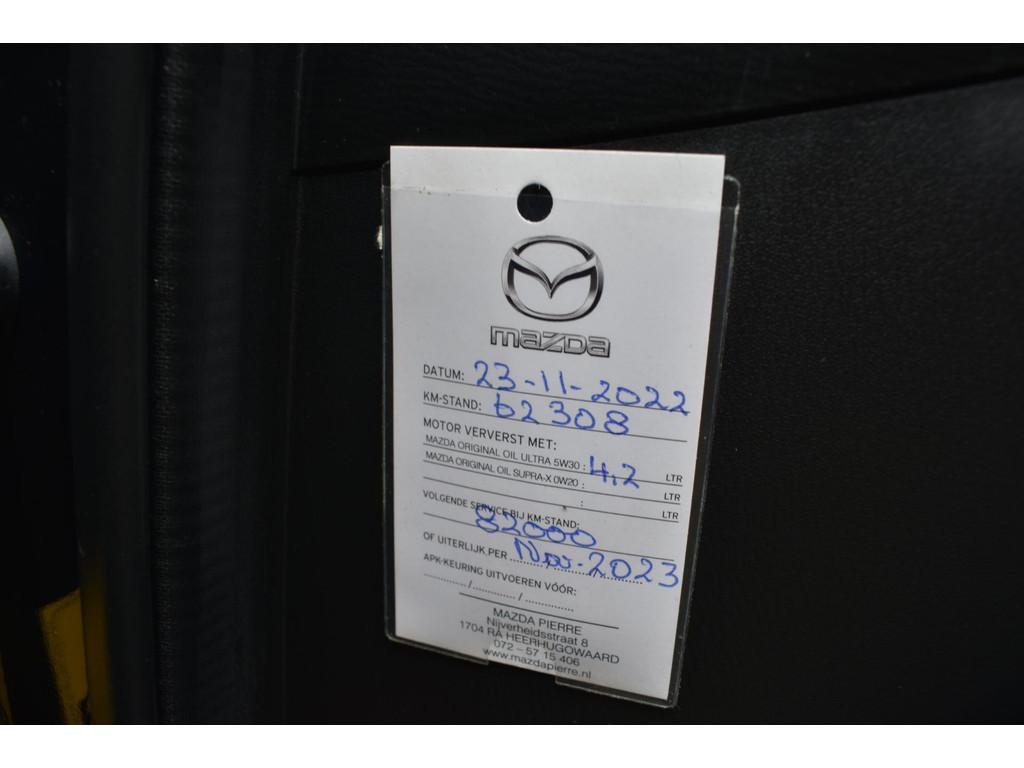 mazda
DATUM: 23-11-2022
KM-STAND: 62308
MOTOR VERVERST MET:
MAZDA ORIGINAL OIL ULTRA 5W30 : 4.2 LTR
MAZDA ORIGINAL OIL SUPRA-X 0W20 : LTR
: LTR
VOLGENDE SERVICE BIJ KM-STAND:
82000
OF UITERLIJK PER Nov-2023
APK-KEURING UITVOEREN VÓÓR:
............/............/............
MAZDA PIERRE
Nijverheidsstraat 8
1704 RA HEERHUGOWAARD
072 – 57 15 406
www.mazdapierre.nl